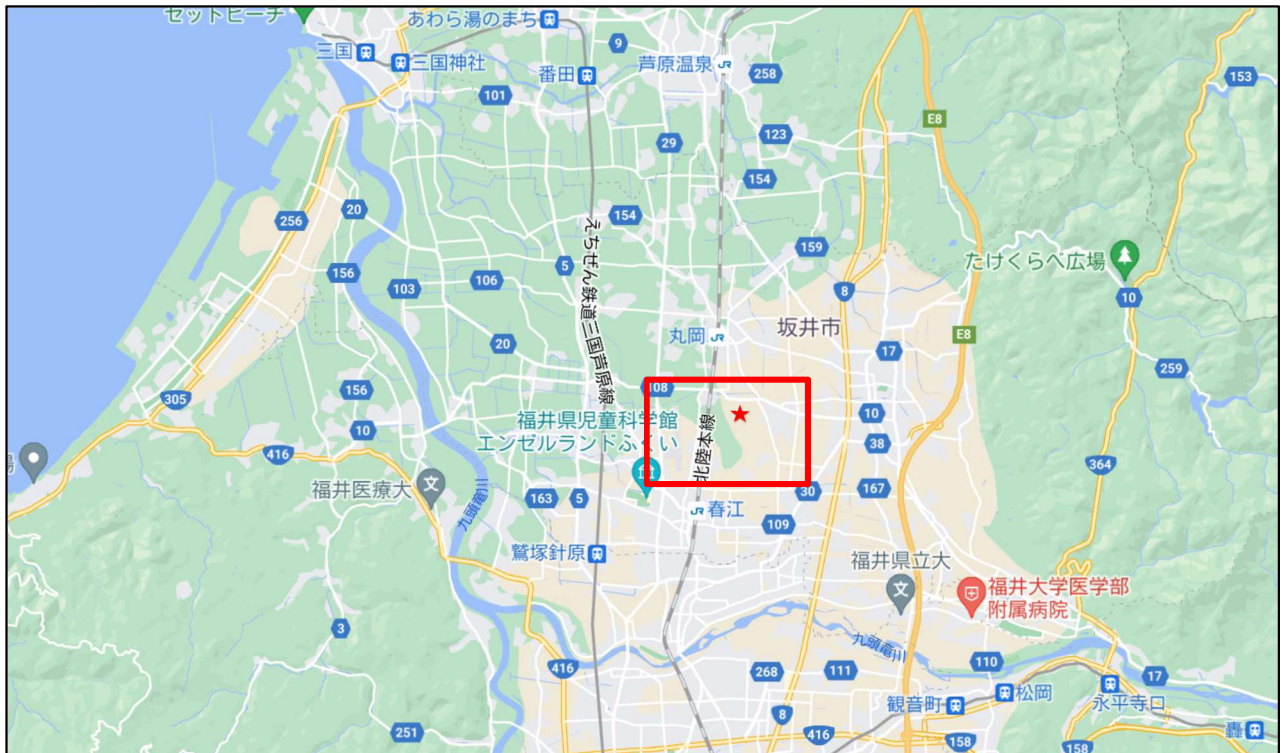 セットビーチ
あわら湯のまち
9
三国
三国神社
芦原温泉
番田
258
153
101
E8
123
29
154
256
20
154
159
えちぜん鉄道三国芦原線
たけくらべ広場
156
5
106
103
8
10
丸岡
坂井市
E8
20
17
259
156
108
305
10
福井県児童科学館
エンゼルランドふくい
北陸本線
10
416
38
364
福井医療大
163
5
30
167
九頭竜川
春江
109
鷲塚針原
福井県立大
福井大学医学部
附属病院
3
九頭竜川
416
268
111
110
17
観音町
松岡
永平寺口
8
251
416
158
158
轟